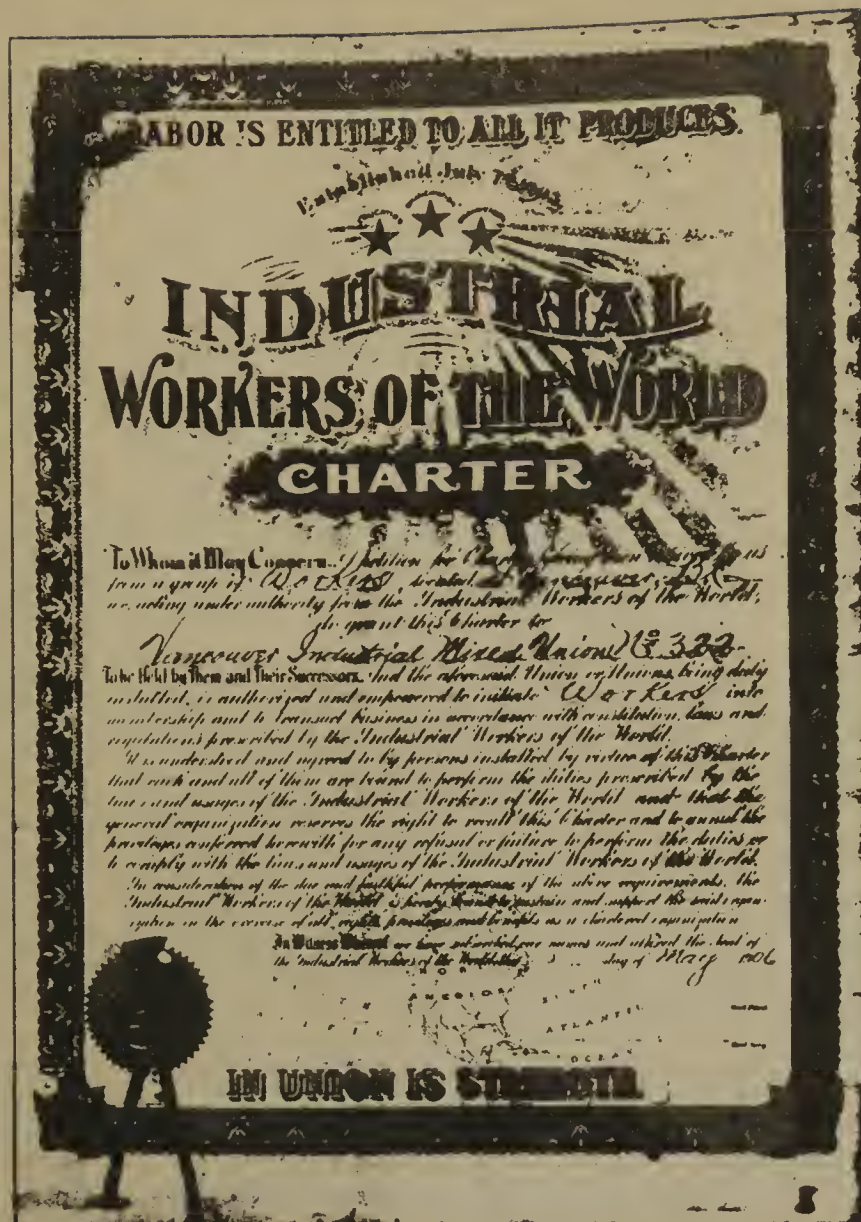 LABOR IS ENTITLED TO ALL IT PRODUCES.
Established July
INDUSTRIAL
WORKERS OF THE WORLD
CHARTER
To Whom it May Concern. A petition for us
from a group of Workers, located at Vancouver, B.C.
acting under authority from the Industrial Workers of the World,
do grant this Charter to
Vancouver Industrial Mixed Union No 322
To be Held by Them and Their Successors. And the aforesaid Union or Unions, being duly
installed, is authorized and empowered to initiate Workers into
membership and to transact business in accordance with constitution, laws and
regulations prescribed by the Industrial Workers of the World.
It is understood and agreed to by persons installed by virtue of this Charter
that each and all of them are bound to perform the duties prescribed by the
laws and usages of the Industrial Workers of the World and that the
general organization reserves the right to recall this Charter and to annul the
privileges conferred herewith for any refusal or failure to perform the duties or
to comply with the laws and usages of the Industrial Workers of the World.
In consideration of the due and faithful performance of the above requirements, the
Industrial Workers of the World is hereby bound to sustain and support the said organ-
ization in the exercise of all rights, privileges and benefits as a chartered organization
In Witness Whereof we have subscribed our names and affixed the Seal of
the Industrial Workers of the World this day of May 1906
AMERICA
NORTH
ATLANTIC
OCEAN
IN UNION IS STRENGTH.